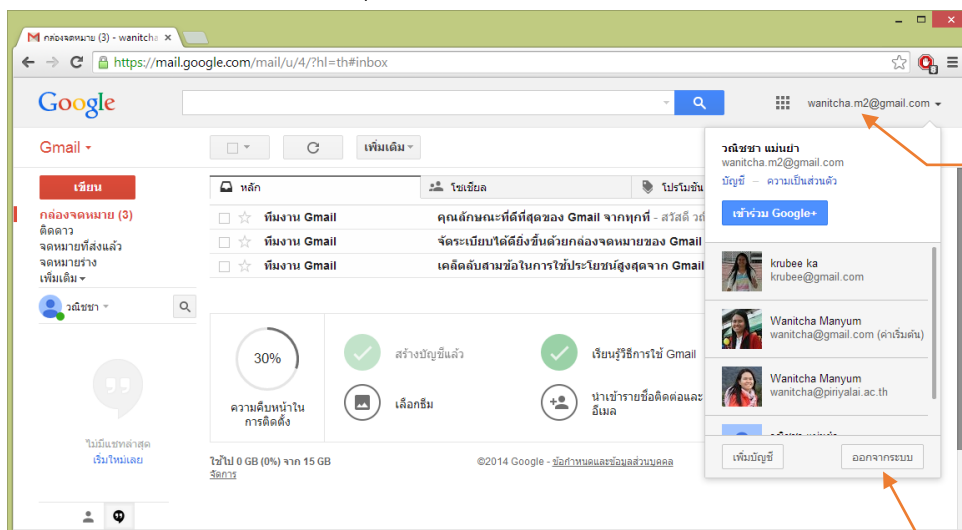 กล่องจดหมาย (3) - wanitcha
https://mail.google.com/mail/u/4/?hl=th#inbox
Google
wanitcha.m2@gmail.com
Gmail
เพิ่มเติม
เขียน
กล่องจดหมาย (3)
ติดดาว
จดหมายที่ส่งแล้ว
จดหมายร่าง
เพิ่มเติม
วณิชชา
ไม่มีแชทล่าสุด
เริ่มใหม่เลย
หลัก
โซเชียล
โปรโมชัน
ทีมงาน Gmail
คุณลักษณะที่ดีที่สุดของ Gmail จากทุกที่ - สวัสดี
ทีมงาน Gmail
จัดระเบียบได้ดียิ่งขึ้นด้วยกล่องจดหมายของ Gmail
ทีมงาน Gmail
เคล็ดลับสามข้อในการใช้ประโยชน์สูงสุดจาก Gmail
30%
ความคืบหน้าใน
การติดตั้ง
สร้างบัญชีแล้ว
เรียนรู้วิธีการใช้ Gmail
เลือกธีม
นำเข้ารายชื่อติดต่อและ
อีเมล
ใช้ไป 0 GB (0%) จาก 15 GB
จัดการ
©2014 Google - ข้อกำหนดและข้อมูลส่วนบุคคล
วณิชชา แม่นยำ
wanitcha.m2@gmail.com
บัญชี – ความเป็นส่วนตัว
เข้าร่วม Google+
krubee ka
krubee@gmail.com
Wanitcha Manyum
wanitcha@gmail.com (ค่าเริ่มต้น)
Wanitcha Manyum
wanitcha@piriyalai.ac.th
เพิ่มบัญชี
ออกจากระบบ